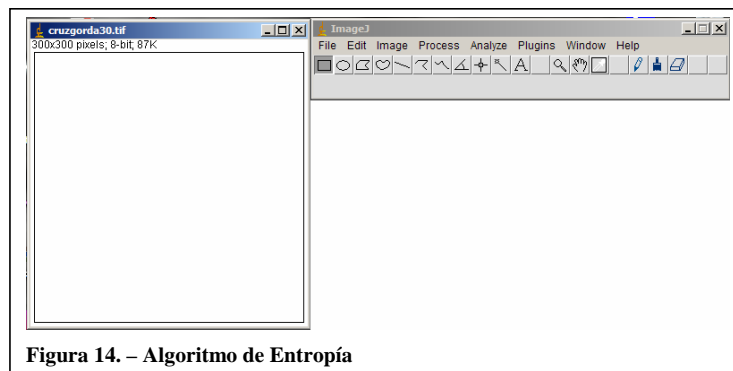 cruzgorda30.tif
300x300 pixels; 8-bit; 87K
ImageJ
File Edit Image Process Analyze Plugins Window Help
A
Figura 14. – Algoritmo de Entropía